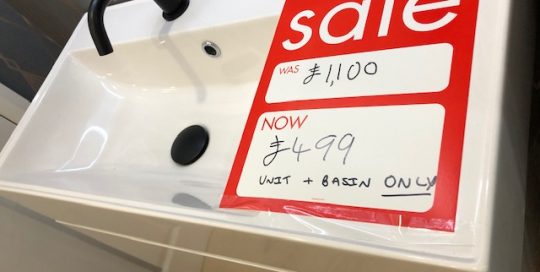 sale
WAS £1,100
NOW
£499
UNIT + BASIN ONLY